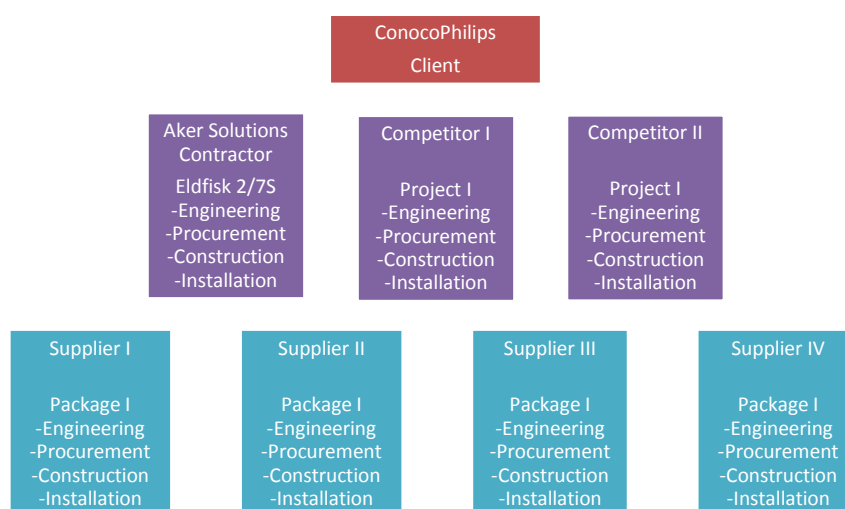 ConocoPhilips
Client
Aker Solutions
Contractor
Eldfisk 2/7S
-Engineering
-Procurement
-Construction
-Installation
Competitor I
Project I
-Engineering
-Procurement
-Construction
-Installation
Competitor II
Project I
-Engineering
-Procurement
-Construction
-Installation
Supplier I
Package I
-Engineering
-Procurement
-Construction
-Installation
Supplier II
Package I
-Engineering
-Procurement
-Construction
-Installation
Supplier III
Package I
-Engineering
-Procurement
-Construction
-Installation
Supplier IV
Package I
-Engineering
-Procurement
-Construction
-Installation